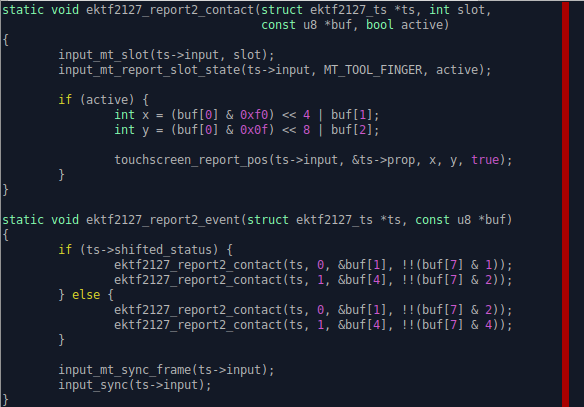 static void ektf2127_report2_contact(struct ektf2127_ts *ts, int slot,
                                     const u8 *buf, bool active)
{
        input_mt_slot(ts->input, slot);
        input_mt_report_slot_state(ts->input, MT_TOOL_FINGER, active);

        if (active) {
                int x = (buf[0] & 0xf0) << 4 | buf[1];
                int y = (buf[0] & 0x0f) << 8 | buf[2];

                touchscreen_report_pos(ts->input, &ts->prop, x, y, true);
        }
}

static void ektf2127_report2_event(struct ektf2127_ts *ts, const u8 *buf)
{
        if (ts->shifted_status) {
                ektf2127_report2_contact(ts, 0, &buf[1], !!(buf[7] & 1));
                ektf2127_report2_contact(ts, 1, &buf[4], !!(buf[7] & 2));
        } else {
                ektf2127_report2_contact(ts, 0, &buf[1], !!(buf[7] & 2));
                ektf2127_report2_contact(ts, 1, &buf[4], !!(buf[7] & 4));
        }

        input_mt_sync_frame(ts->input);
        input_sync(ts->input);
}